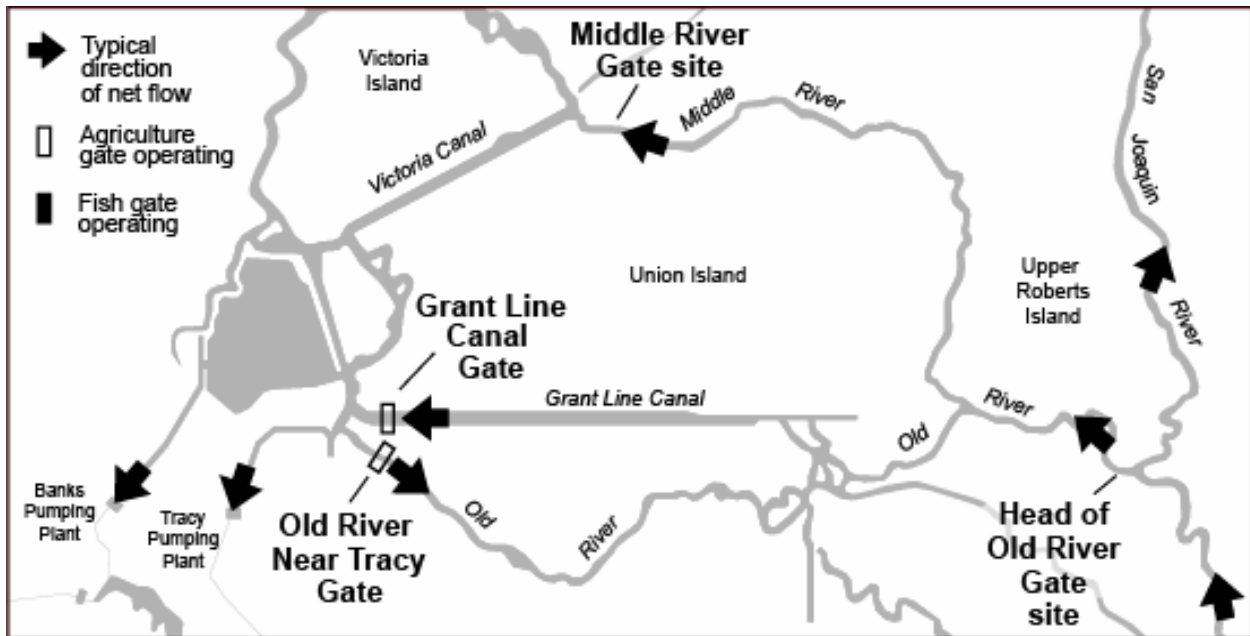 Typical
direction
of net flow
Agriculture
gate operating
Fish gate
operating
Victoria
Island
Middle River
Gate site
Middle
River
San
Joaquin
River
Victoria Canal
Union Island
Upper
Roberts
Island
Grant Line
Canal
Gate
Grant Line Canal
River
Old
Banks
Pumping
Plant
Tracy
Pumping
Plant
Old River
Near Tracy
Gate
Old
River
Head of
Old River
Gate
site